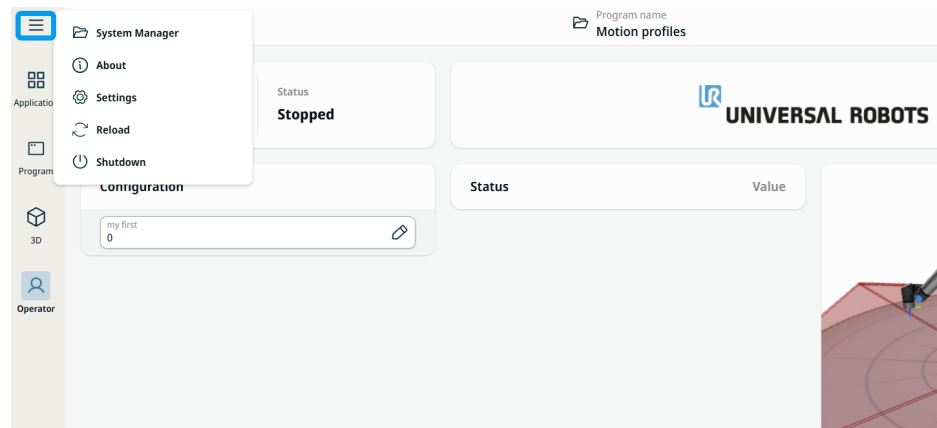 System Manager
About
Settings
Reload
Shutdown
Program name
Motion profiles
Applicatio
Program
3D
Operator
Status
Stopped
UR
UNIVERSAL ROBOTS
Configuration
my first
0
Status Value